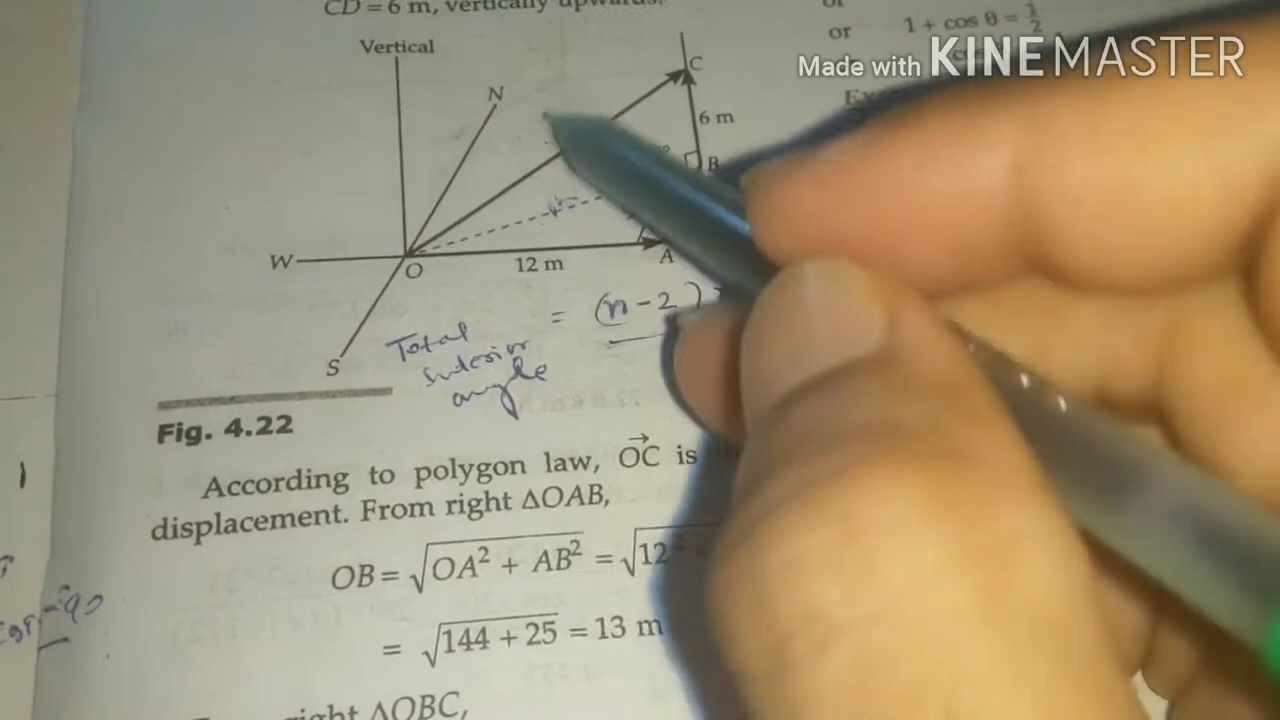 CD = 6 m, vertically upwards.
or
or 1 + cos θ = 1/2
Made with KINEMASTER
Vertical
N
C
6 m
B
W
O
12 m
A
S
= (n-2)
Total
interior
angle
Fig. 4.22
According to polygon law, OC⃗ is
displacement. From right ΔOAB,
OB = √(OA² + AB²) = √12
= √(144 + 25) = 13 m
right ΔOBC,